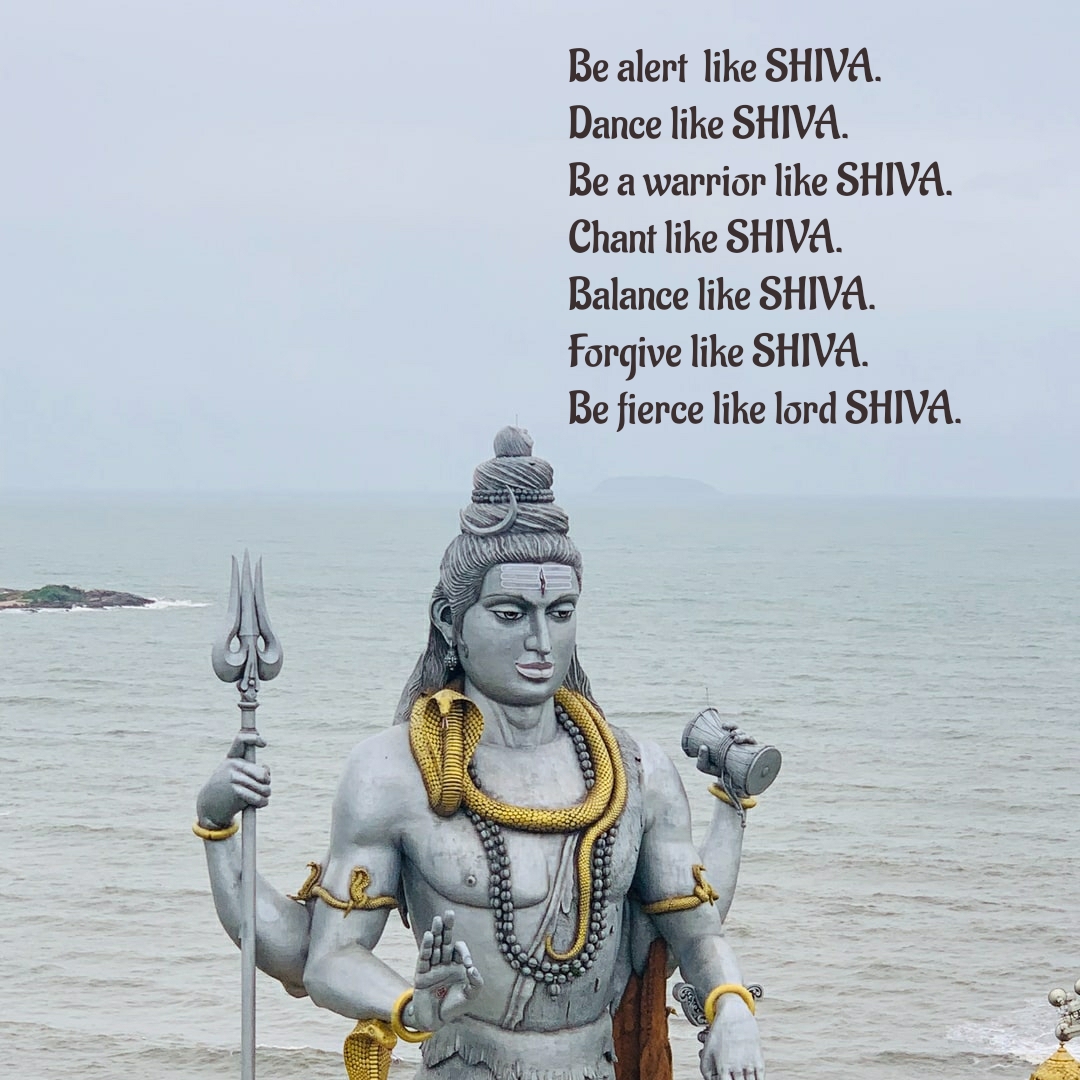 Be alert  like SHIVA.
Dance like SHIVA.
Be a warrior like SHIVA.
Chant like SHIVA.
Balance like SHIVA.
Forgive like SHIVA.
Be fierce like lord SHIVA.